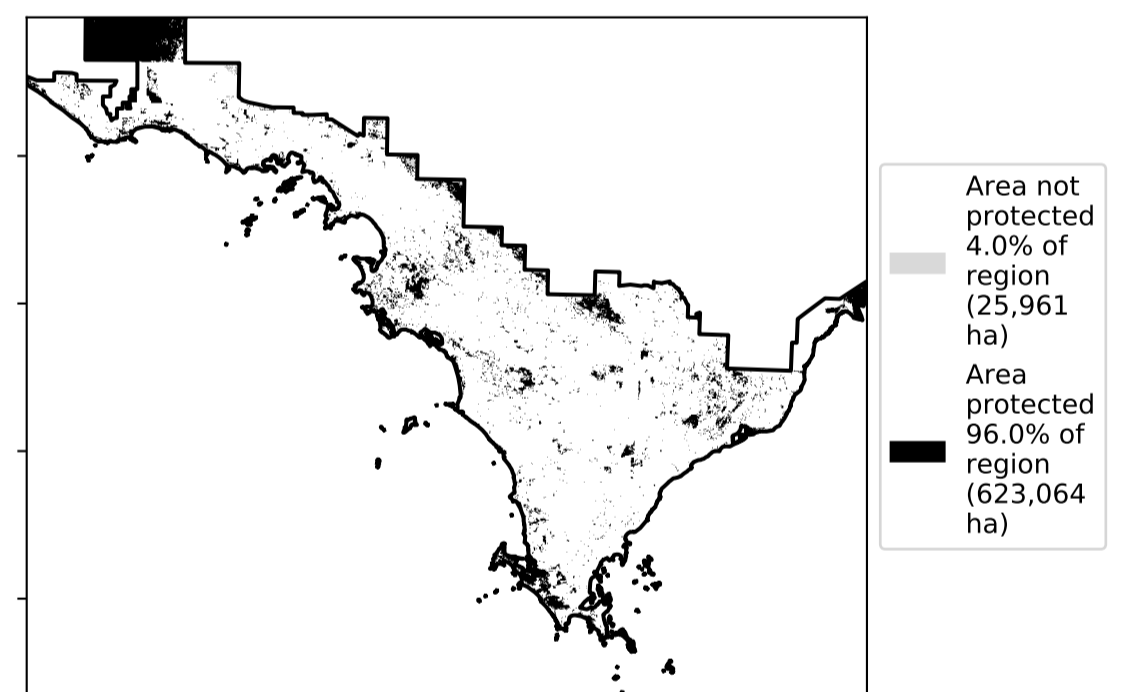 Area not
protected
4.0% of
region
(25,961
ha)
Area
protected
96.0% of
region
(623,064
ha)